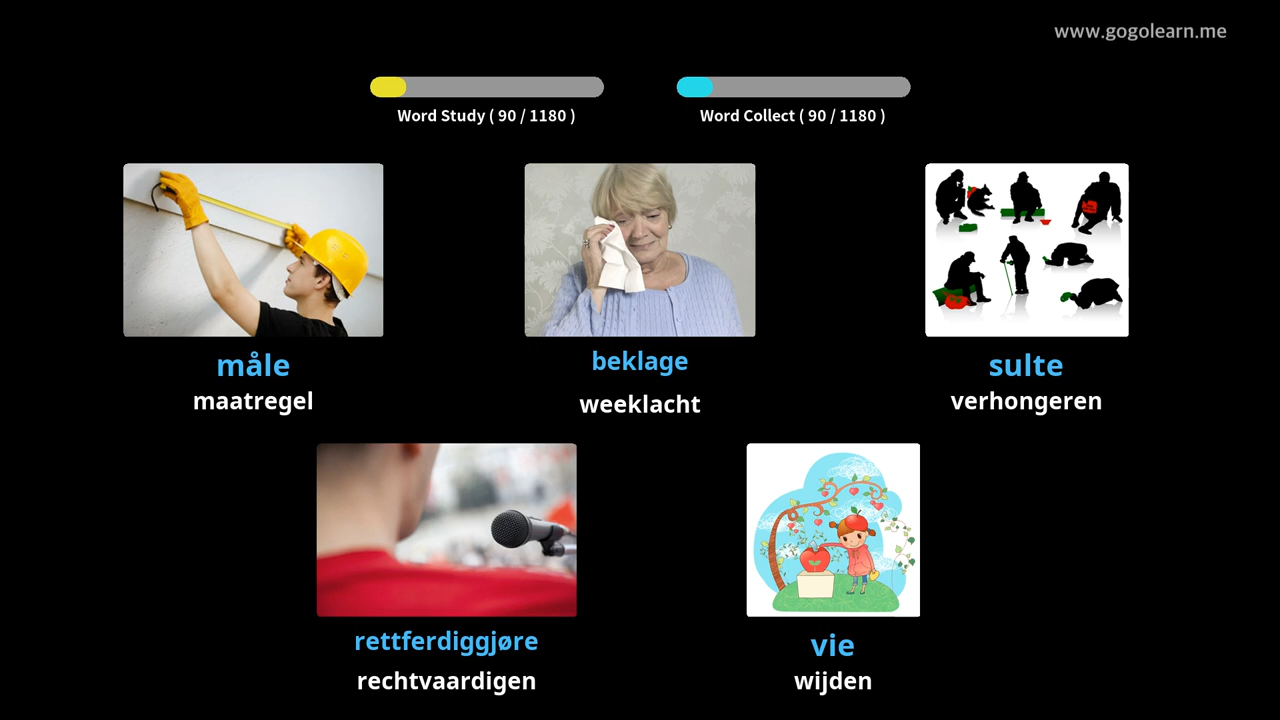 www.gogolearn.me
Word Study ( 90 / 1180 )
Word Collect ( 90 / 1180 )
måle
maatregel
beklage
weeklacht
sulte
verhongeren
rettferdiggjøre
rechtvaardigen
vie
wijden